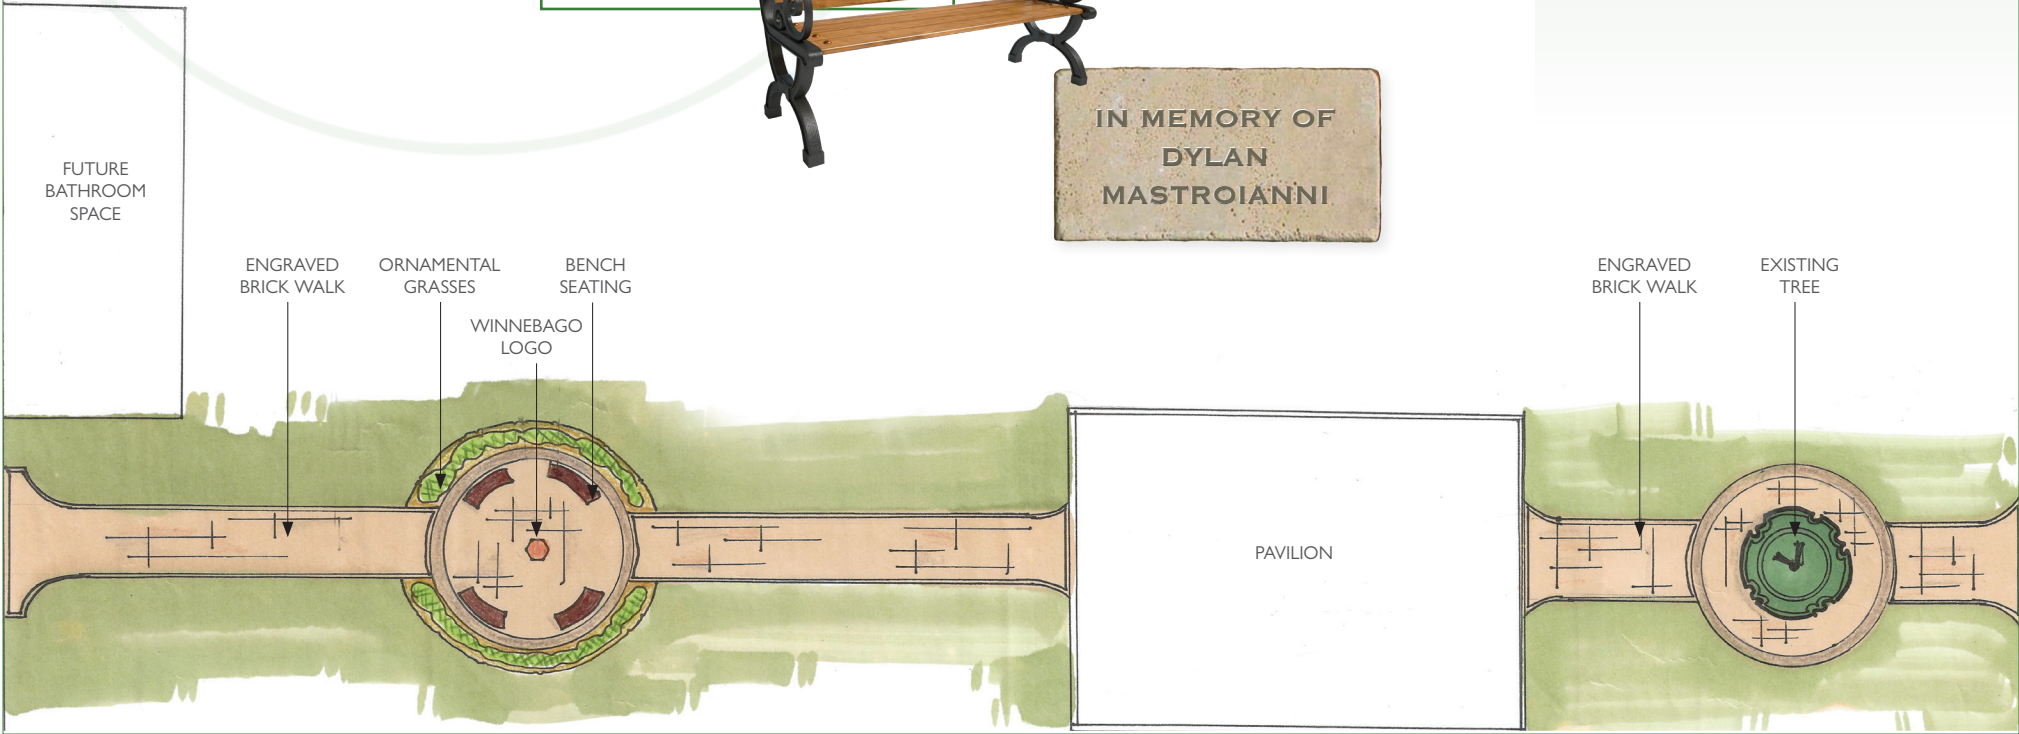 IN MEMORY OF
DYLAN
MASTROIANNI
FUTURE
BATHROOM
SPACE
ENGRAVED
BRICK WALK
ORNAMENTAL
GRASSES
BENCH
SEATING
WINNEBAGO
LOGO
ENGRAVED
BRICK WALK
EXISTING
TREE
PAVILION